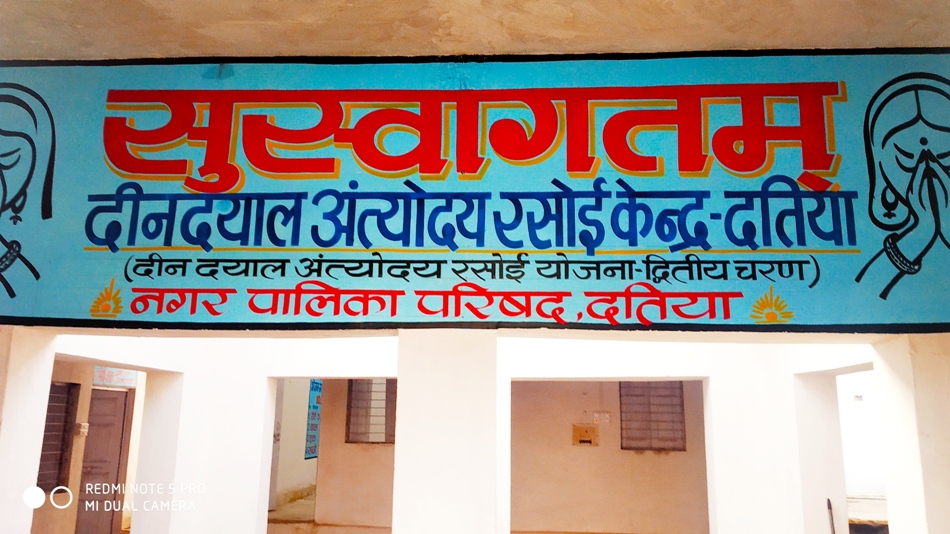 सुस्वागतम्
दीनदयाल अंत्योदय रसोई केन्द्र-दतिया
(दीन दयाल अंत्योदय रसोई योजना-द्वितीय चरण)
नगर पालिका परिषद,दतिया
REDMI NOTE 5 PRO
MI DUAL CAMERA